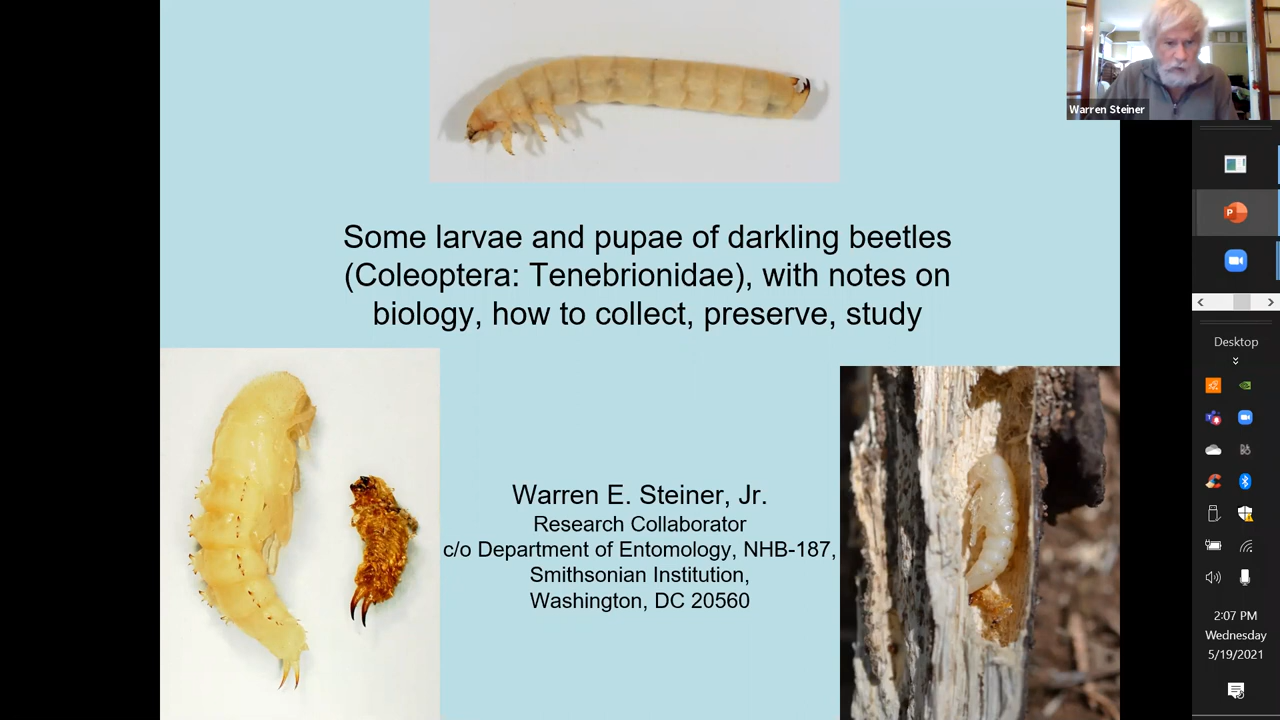 Warren Steiner
Some larvae and pupae of darkling beetles
(Coleoptera: Tenebrionidae), with notes on
biology, how to collect, preserve, study
Warren E. Steiner, Jr.
Research Collaborator
c/o Department of Entomology, NHB-187,
Smithsonian Institution,
Washington, DC 20560
P
Desktop
2:07 PM
Wednesday
5/19/2021